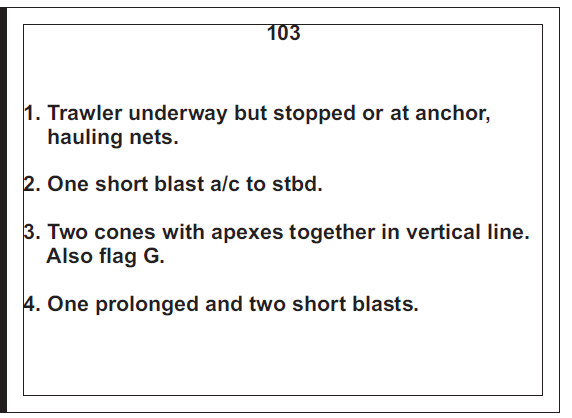 103
1. Trawler underway but stopped or at anchor,
hauling nets.
2. One short blast a/c to stbd.
3. Two cones with apexes together in vertical line.
Also flag G.
4. One prolonged and two short blasts.